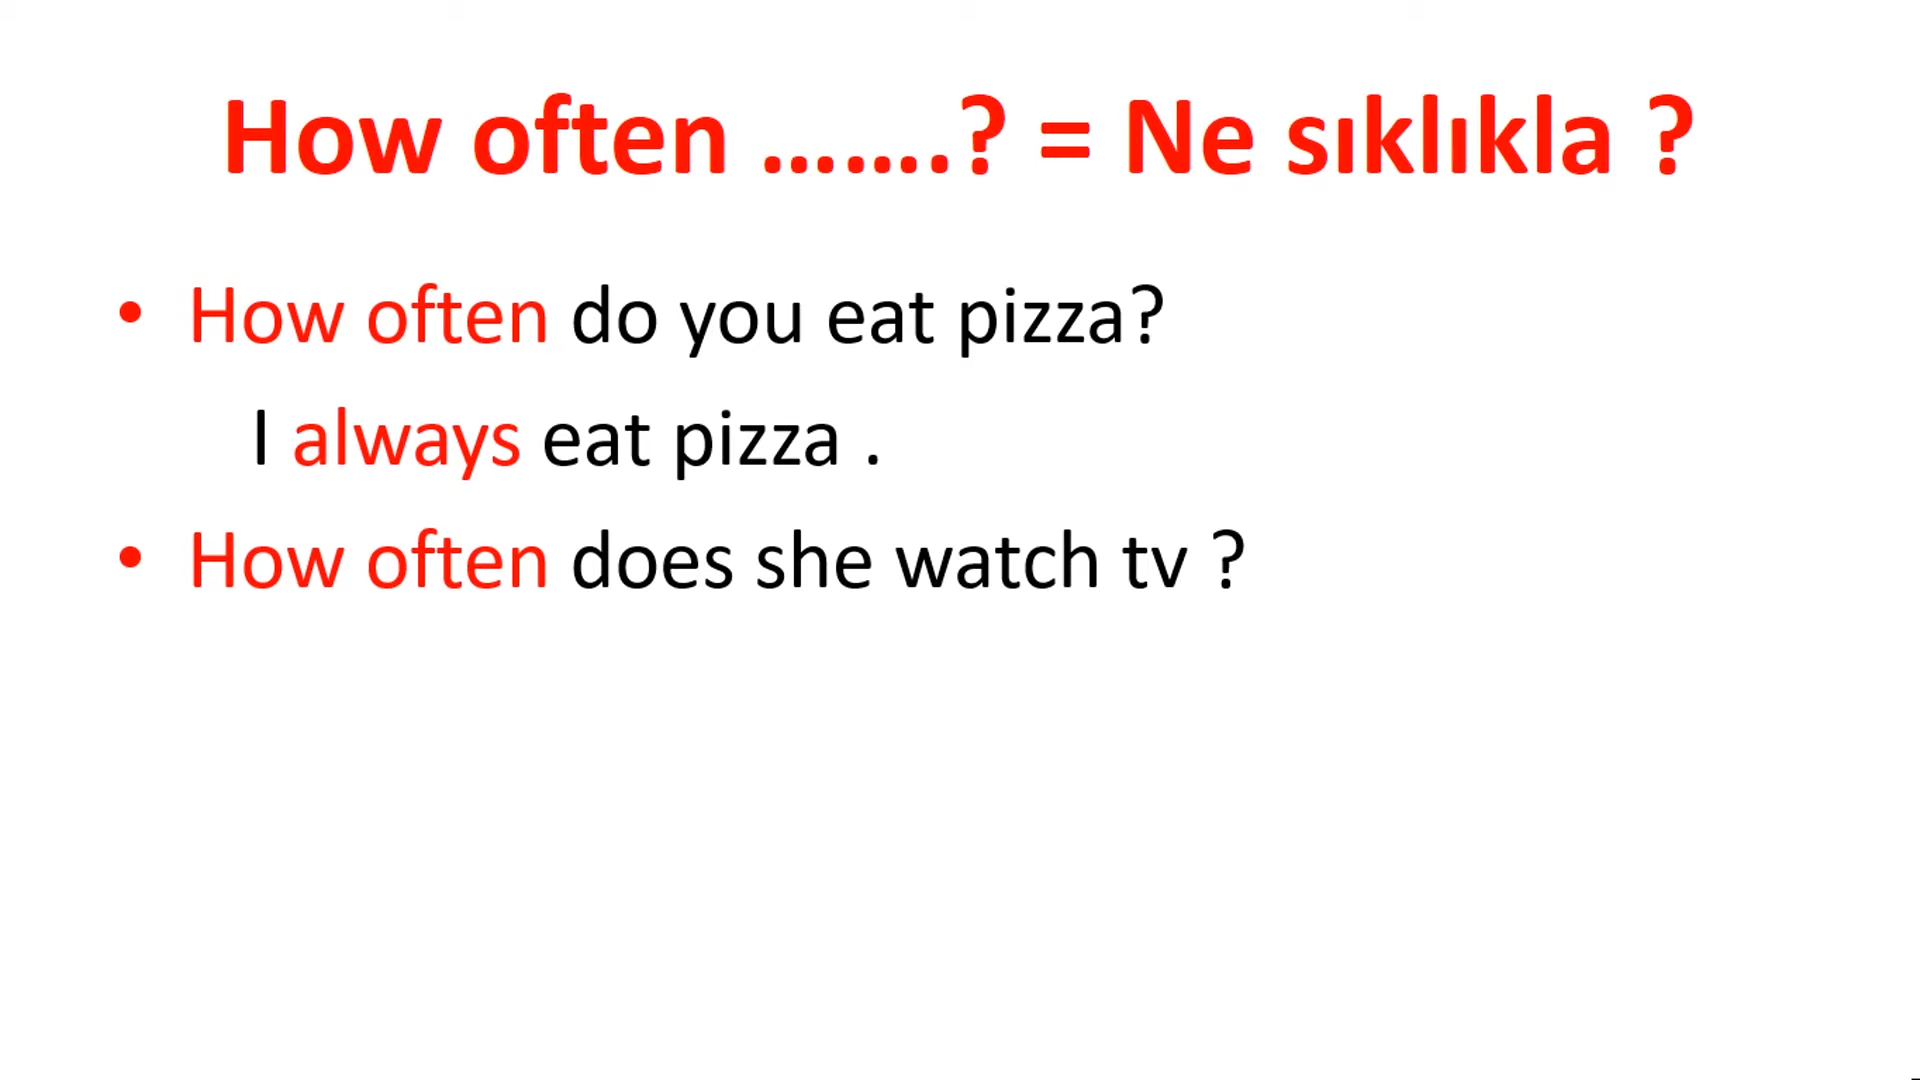 How often …….? = Ne sıklıkla ?
• How often do you eat pizza?
I always eat pizza .
• How often does she watch tv ?